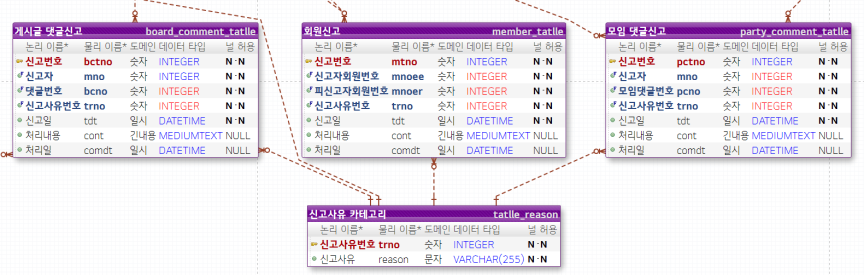 게시글 댓글신고 board_comment_tatlle
논리 이름* 물리 이름* 도메인 데이터 타입 널 허용
신고번호 bctno 숫자 INTEGER N-N
신고자 mno 숫자 INTEGER N-N
댓글번호 bcno 숫자 INTEGER N-N
신고사유번호 trno 숫자 INTEGER N-N
신고일 tdt 일시 DATETIME N-N
처리내용 cont 긴내용 MEDIUMTEXT NULL
처리일 comdt 일시 DATETIME NULL
회원신고 member_tatlle
논리 이름* 물리 이름* 도메인 데이터 타입 널 허용
신고번호 mtno 숫자 INTEGER N-N
신고자회원번호 mnoee 숫자 INTEGER N-N
피신고자회원번호 mnoer 숫자 INTEGER N-N
신고사유번호 trno 숫자 INTEGER N-N
신고일 tdt 일시 DATETIME N-N
처리내용 cont 긴내용 MEDIUMTEXT NULL
처리일 comdt 일시 DATETIME NULL
모임 댓글신고 party_comment_tatlle
논리 이름* 물리 이름* 도메인 데이터 타입 널 허용
신고번호 pctno 숫자 INTEGER N-N
신고자 mno 숫자 INTEGER N-N
모임댓글번호 pcno 숫자 INTEGER N-N
신고사유번호 trno 숫자 INTEGER N-N
신고일 tdt 일시 DATETIME N-N
처리내용 cont 긴내용 MEDIUMTEXT NULL
처리일 comdt 일시 DATETIME NULL
신고사유 카테고리 tatlle_reason
논리 이름* 물리 이름* 도메인 데이터 타입 널 허용
신고사유번호 trno 숫자 INTEGER N-N
신고사유 reason 문자 VARCHAR(255) N-N